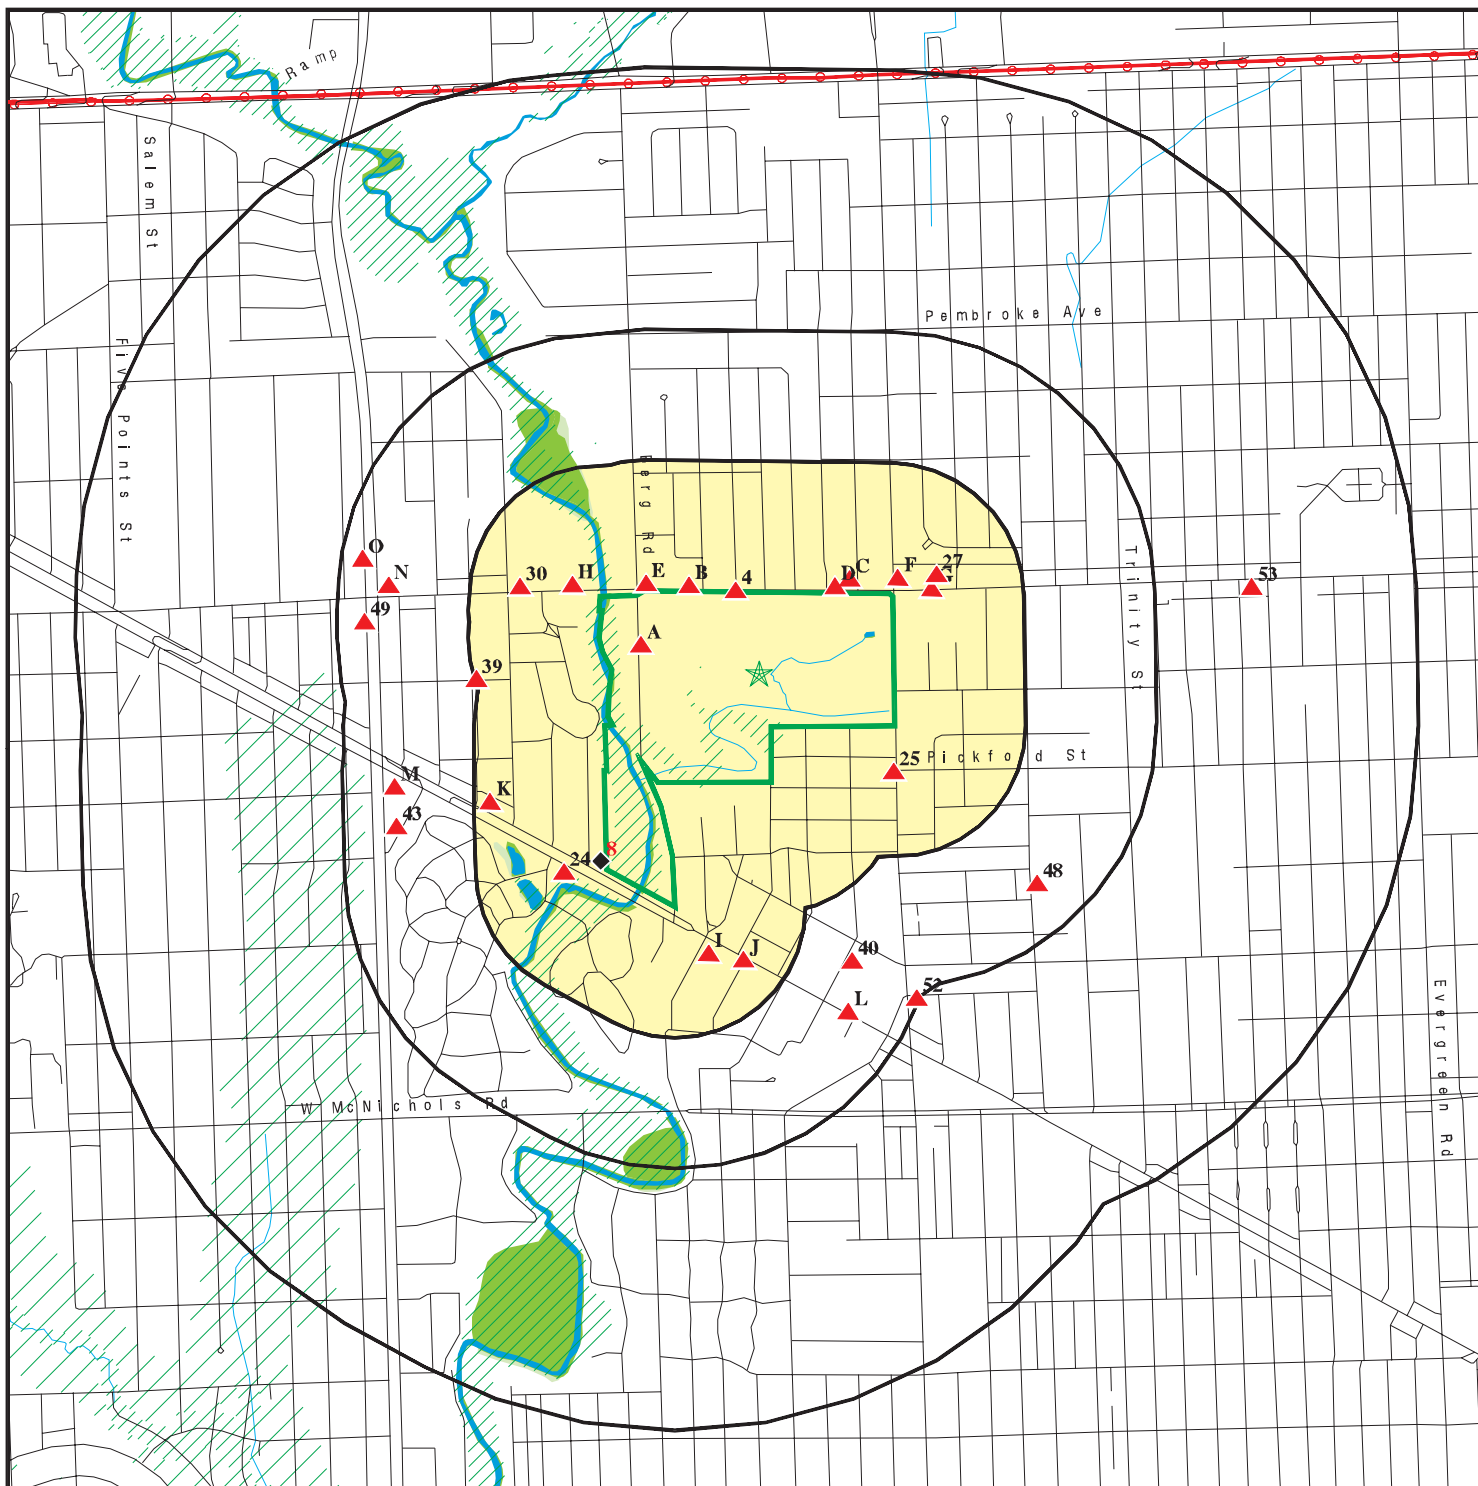 Ramp
Salem St
Pembroke Ave
Five Points St
Berg Rd
Trinity St
O
N
30
H
E
B
4
D
C
F
27
53
49
A
39
25
Pickford St
M
K
43
24
8
48
I
J
40
52
L
Evergreen Rd
W McNichols Rd